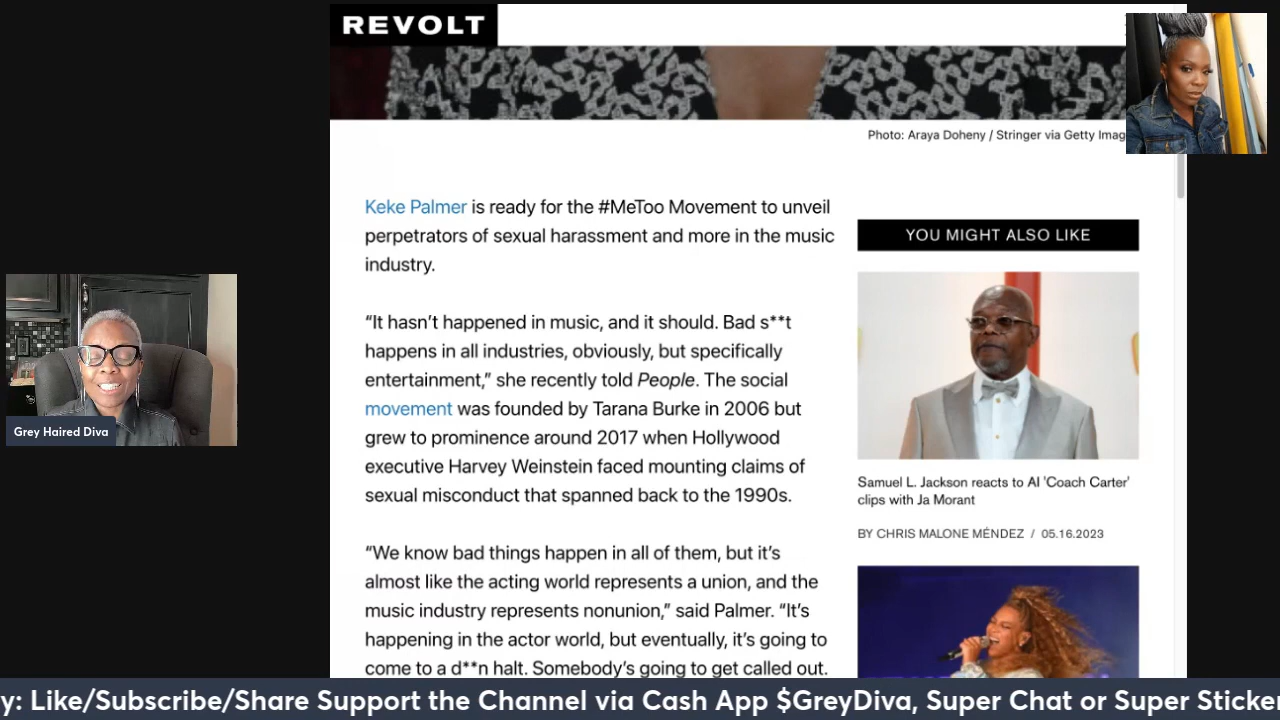 REVOLT
Photo: Araya Doheny / Stringer via Getty Imag
Keke Palmer is ready for the #MeToo Movement to unveil
perpetrators of sexual harassment and more in the music
industry.
“It hasn’t happened in music, and it should. Bad s**t
happens in all industries, obviously, but specifically
entertainment,” she recently told People. The social
movement was founded by Tarana Burke in 2006 but
grew to prominence around 2017 when Hollywood
executive Harvey Weinstein faced mounting claims of
sexual misconduct that spanned back to the 1990s.
“We know bad things happen in all of them, but it’s
almost like the acting world represents a union, and the
music industry represents nonunion,” said Palmer. “It’s
happening in the actor world, but eventually, it’s going to
come to a d**n halt. Somebody’s going to get called out.
YOU MIGHT ALSO LIKE
Samuel L. Jackson reacts to AI 'Coach Carter'
clips with Ja Morant
BY CHRIS MALONE MÉNDEZ / 05.16.2023
Grey Haired Diva
y: Like/Subscribe/Share Support the Channel via Cash App $GreyDiva, Super Chat or Super Sticker